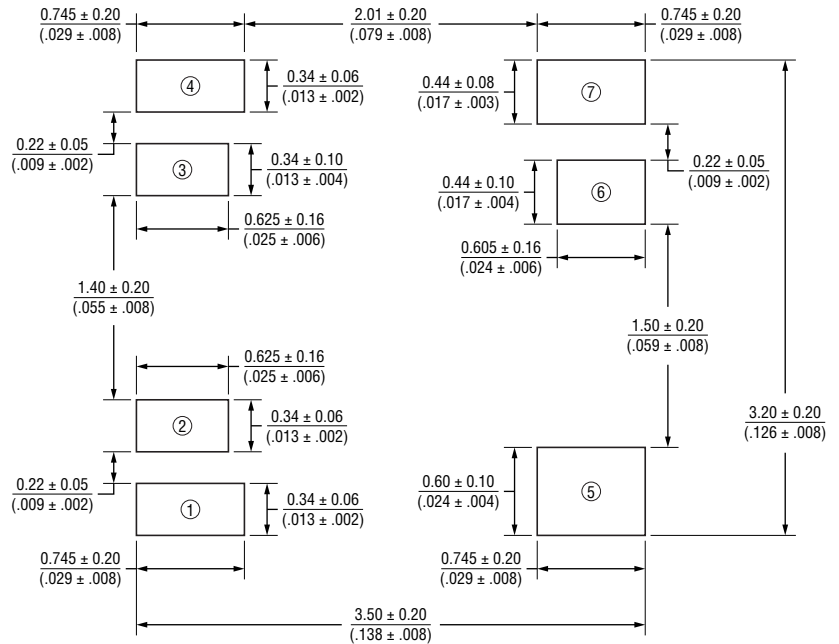 0.745 ± 0.20
(.029 ± .008)
2.01 ± 0.20
(.079 ± .008)
0.745 ± 0.20
(.029 ± .008)
4
0.34 ± 0.06
(.013 ± .002)
0.44 ± 0.08
(.017 ± .003)
7
0.22 ± 0.05
(.009 ± .002)
3
0.34 ± 0.10
(.013 ± .004)
0.44 ± 0.10
(.017 ± .004)
6
0.22 ± 0.05
(.009 ± .002)
0.625 ± 0.16
(.025 ± .006)
0.605 ± 0.16
(.024 ± .006)
1.40 ± 0.20
(.055 ± .008)
1.50 ± 0.20
(.059 ± .008)
0.625 ± 0.16
(.025 ± .006)
2
0.34 ± 0.06
(.013 ± .002)
3.20 ± 0.20
(.126 ± .008)
0.22 ± 0.05
(.009 ± .002)
1
0.34 ± 0.06
(.013 ± .002)
0.60 ± 0.10
(.024 ± .004)
5
0.745 ± 0.20
(.029 ± .008)
0.745 ± 0.20
(.029 ± .008)
3.50 ± 0.20
(.138 ± .008)